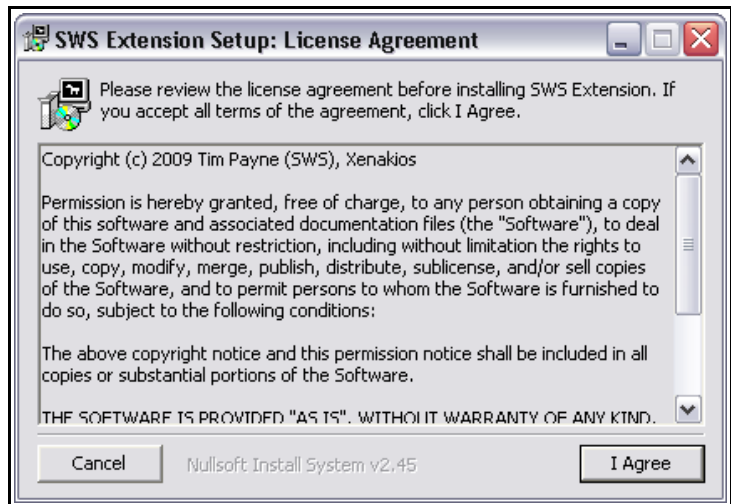 SWS Extension Setup: License Agreement
Please review the license agreement before installing SWS Extension. If
you accept all terms of the agreement, click I Agree.
Copyright (c) 2009 Tim Payne (SWS), Xenakios
Permission is hereby granted, free of charge, to any person obtaining a copy
of this software and associated documentation files (the "Software"), to deal
in the Software without restriction, including without limitation the rights to
use, copy, modify, merge, publish, distribute, sublicense, and/or sell copies
of the Software, and to permit persons to whom the Software is furnished to
do so, subject to the following conditions:
The above copyright notice and this permission notice shall be included in all
copies or substantial portions of the Software.
THE SOFTWARE IS PROVIDED "AS IS", WITHOUT WARRANTY OF ANY KIND,
Cancel
Nullsoft Install System v2.45
I Agree